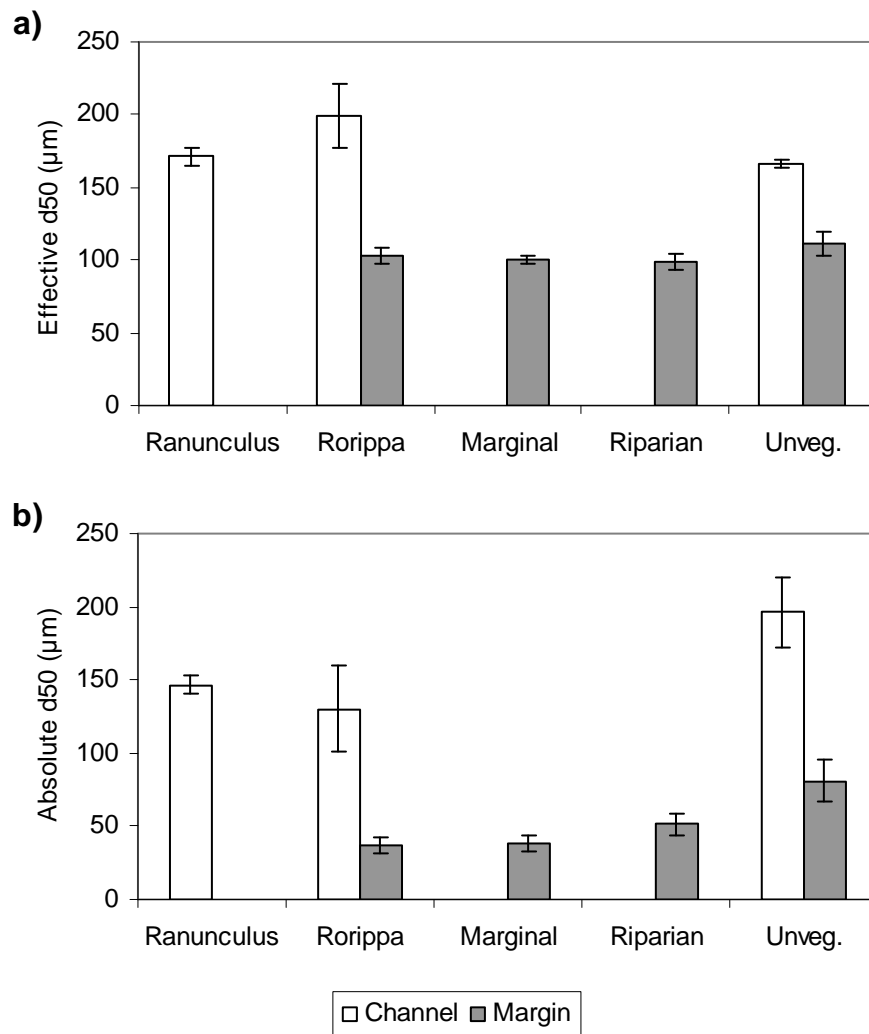 a)
250
200
150
100
50
0
Effective d50 (µm)
Ranunculus Rorippa Marginal Riparian Unveg.
b)
250
200
150
100
50
0
Absolute d50 (µm)
Ranunculus Rorippa Marginal Riparian Unveg.
Channel Margin